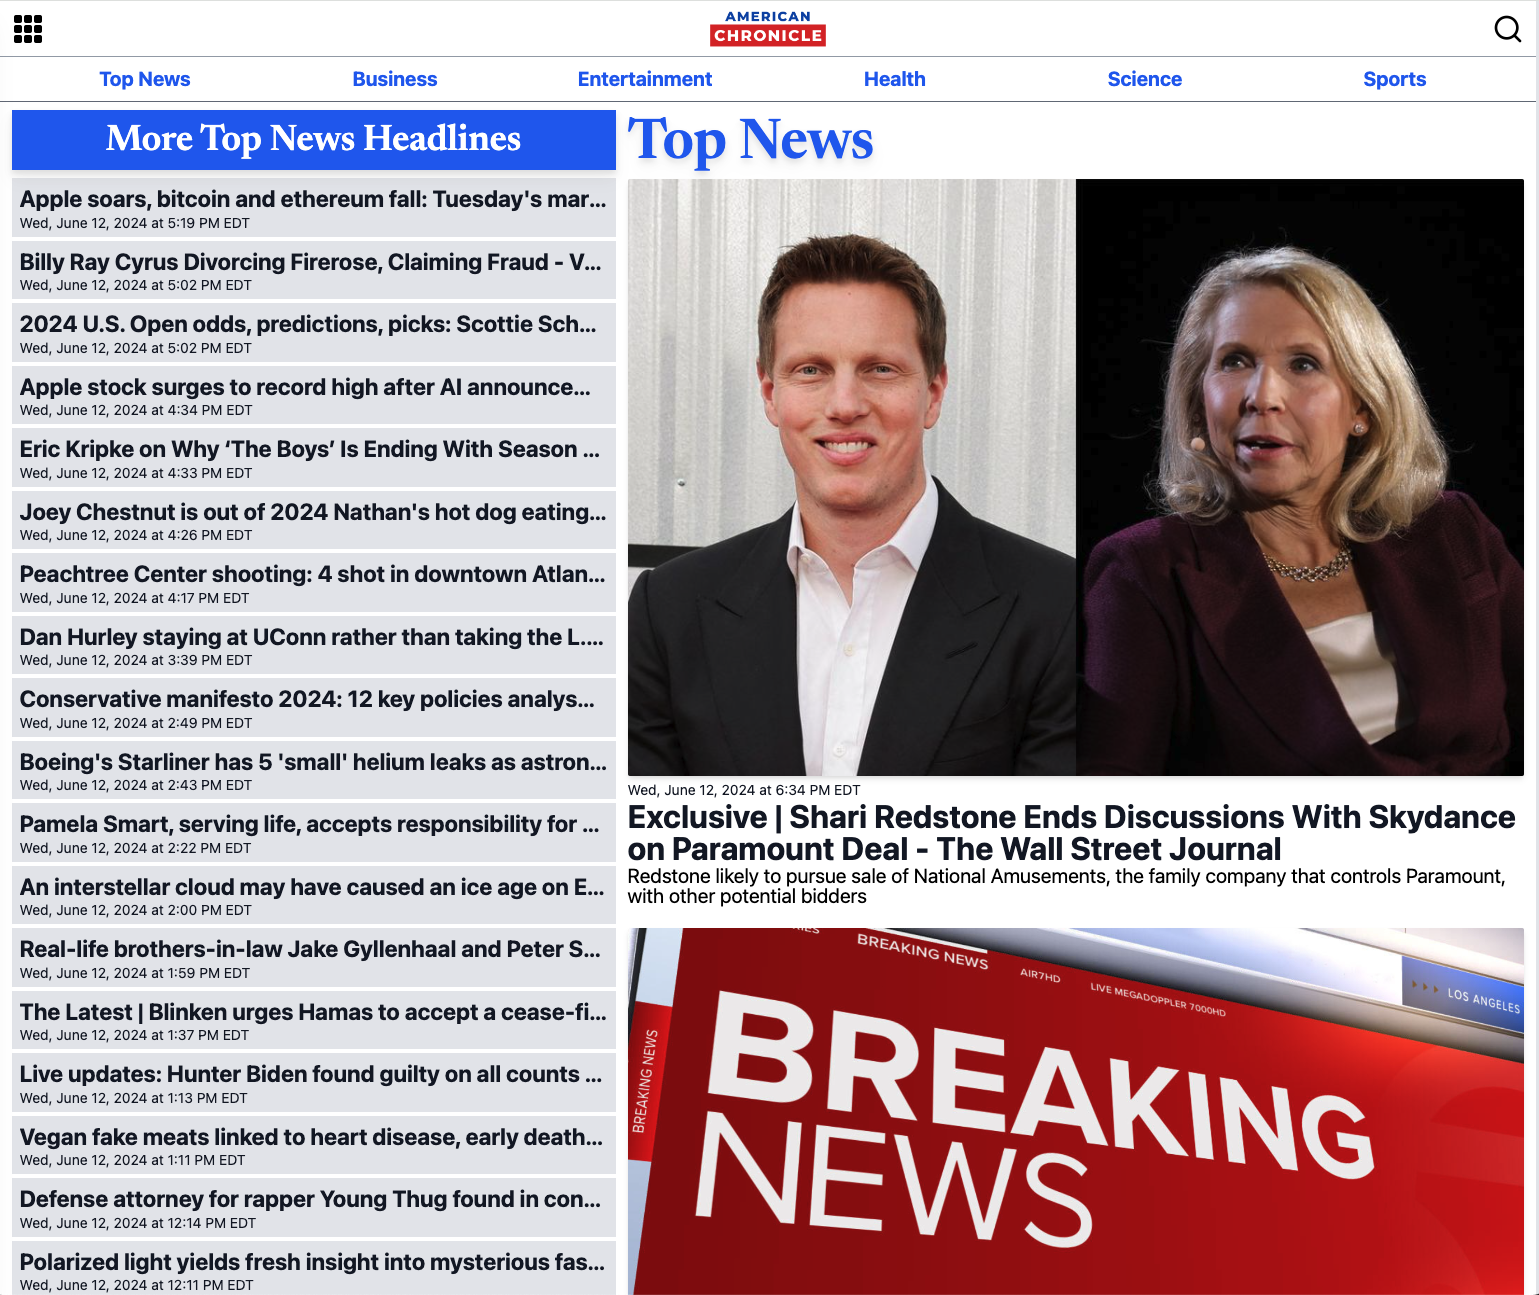 AMERICAN
CHRONICLE
Top News
Business
Entertainment
Health
Science
Sports
More Top News Headlines
Apple soars, bitcoin and ethereum fall: Tuesday's mar...
Wed, June 12, 2024 at 5:19 PM EDT
Billy Ray Cyrus Divorcing Firerose, Claiming Fraud - V...
Wed, June 12, 2024 at 5:02 PM EDT
2024 U.S. Open odds, predictions, picks: Scottie Sch...
Wed, June 12, 2024 at 5:02 PM EDT
Apple stock surges to record high after AI announce...
Wed, June 12, 2024 at 4:34 PM EDT
Eric Kripke on Why ‘The Boys’ Is Ending With Season ...
Wed, June 12, 2024 at 4:33 PM EDT
Joey Chestnut is out of 2024 Nathan's hot dog eating...
Wed, June 12, 2024 at 4:26 PM EDT
Peachtree Center shooting: 4 shot in downtown Atlan...
Wed, June 12, 2024 at 4:17 PM EDT
Dan Hurley staying at UConn rather than taking the L....
Wed, June 12, 2024 at 3:39 PM EDT
Conservative manifesto 2024: 12 key policies analys...
Wed, June 12, 2024 at 2:49 PM EDT
Boeing's Starliner has 5 'small' helium leaks as astron...
Wed, June 12, 2024 at 2:43 PM EDT
Pamela Smart, serving life, accepts responsibility for ...
Wed, June 12, 2024 at 2:22 PM EDT
An interstellar cloud may have caused an ice age on E...
Wed, June 12, 2024 at 2:00 PM EDT
Real-life brothers-in-law Jake Gyllenhaal and Peter S...
Wed, June 12, 2024 at 1:59 PM EDT
The Latest | Blinken urges Hamas to accept a cease-fi...
Wed, June 12, 2024 at 1:37 PM EDT
Live updates: Hunter Biden found guilty on all counts ...
Wed, June 12, 2024 at 1:13 PM EDT
Vegan fake meats linked to heart disease, early death...
Wed, June 12, 2024 at 1:11 PM EDT
Defense attorney for rapper Young Thug found in con...
Wed, June 12, 2024 at 12:14 PM EDT
Polarized light yields fresh insight into mysterious fas...
Wed, June 12, 2024 at 12:11 PM EDT
Top News
Wed, June 12, 2024 at 6:34 PM EDT
Exclusive | Shari Redstone Ends Discussions With Skydance
on Paramount Deal - The Wall Street Journal
Redstone likely to pursue sale of National Amusements, the family company that controls Paramount,
with other potential bidders
BREAKING NEWS
AIR7HD
LIVE MEGADOPPLER 7000HD
LOS ANGELES
BREAKING NEWS
BREAKING
NEWS